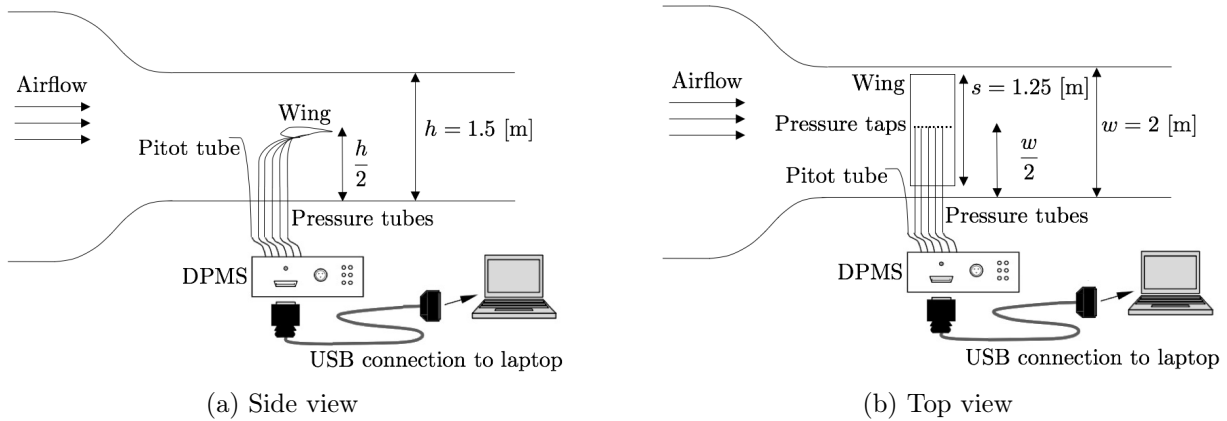 Airflow
Wing
h = 1.5 [m]
Pitot tube
h
2
Pressure tubes
DPMS
USB connection to laptop
(a) Side view
Airflow
Wing
s = 1.25 [m]
Pressure taps
w = 2 [m]
w
2
Pitot tube
Pressure tubes
DPMS
USB connection to laptop
(b) Top view